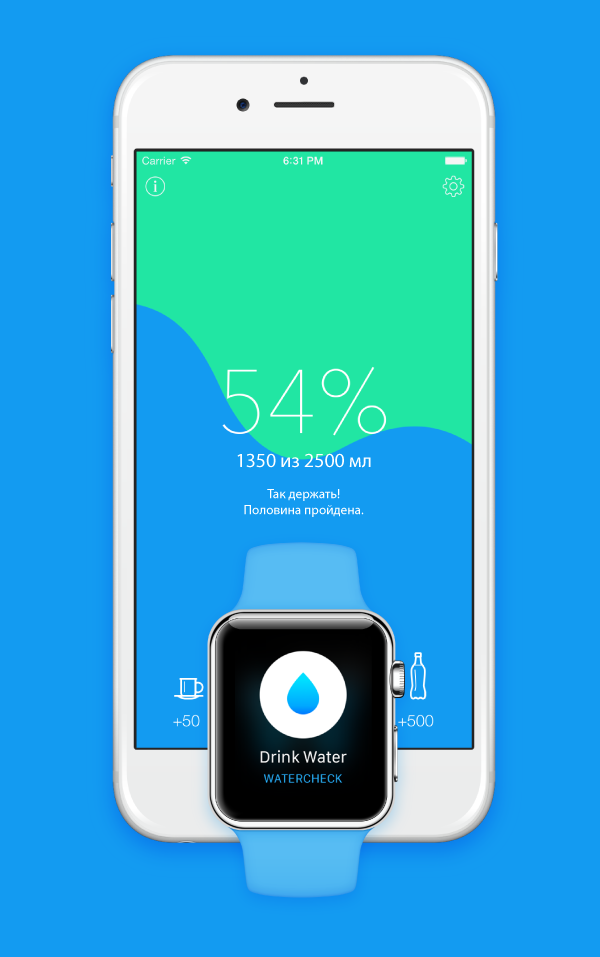 Carrier 6:31 PM
54%
1350 из 2500 мл
Так держать!
Половина пройдена.
+50 +500
Drink Water
WATERCHECK